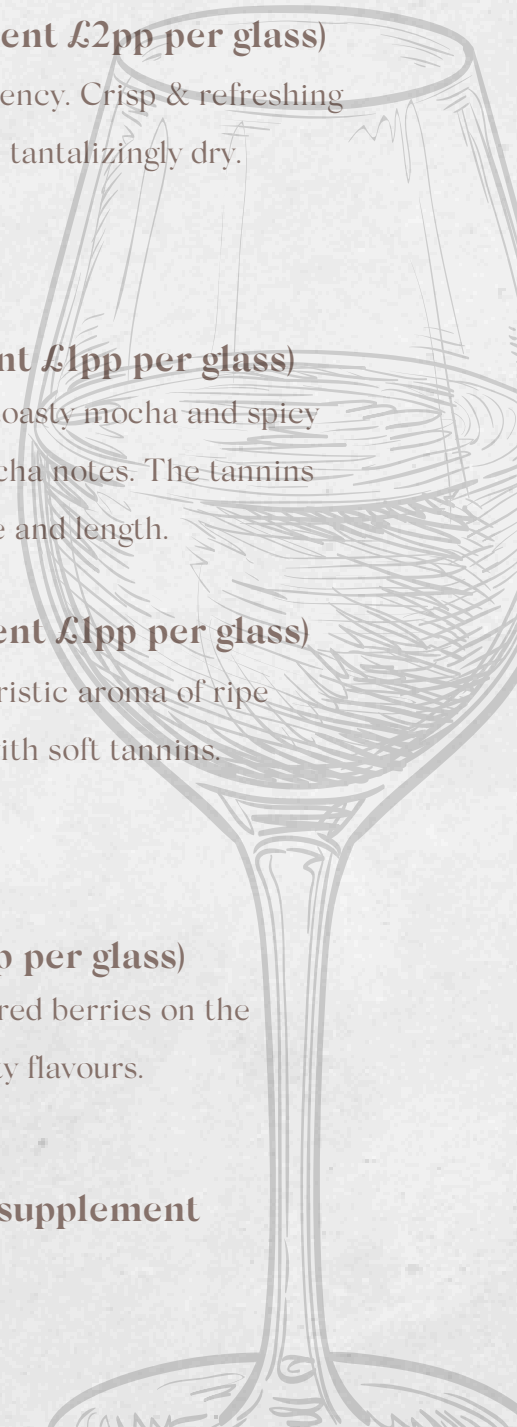 ent £2pp per glass)
ency. Crisp & refreshing
tantalizingly dry.
nt £1pp per glass)
toasty mocha and spicy
cha notes. The tannins
e and length.
ent £1pp per glass)
ristic aroma of ripe
ith soft tannins.
p per glass)
red berries on the
y flavours.
supplement